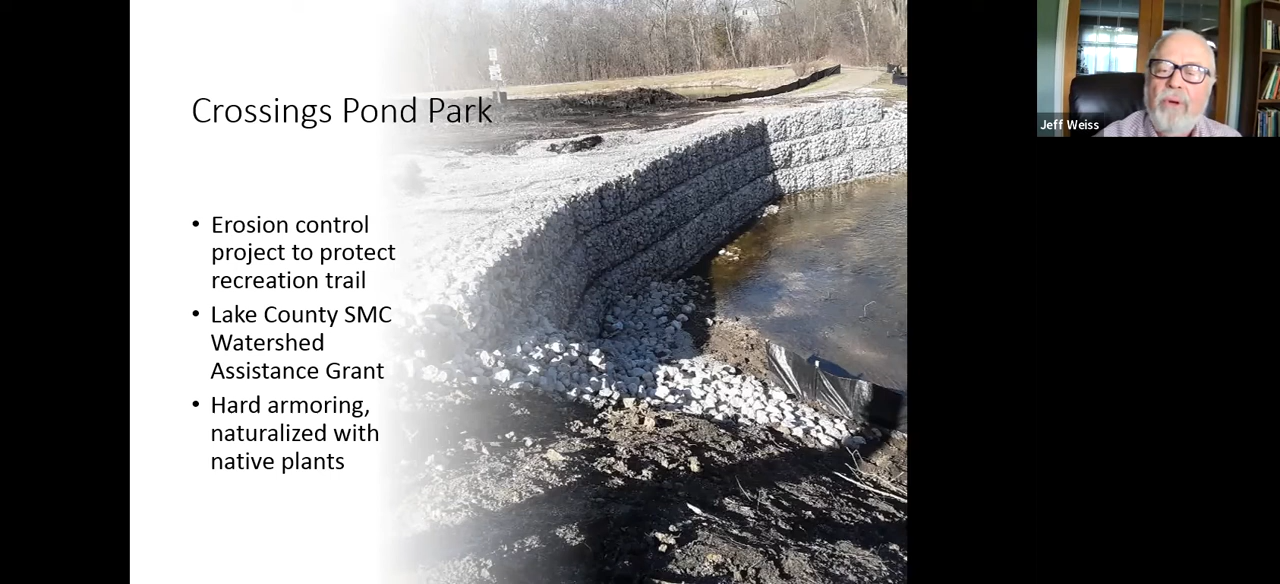 Crossings Pond Park
• Erosion control
project to protect
recreation trail
• Lake County SMC
Watershed
Assistance Grant
• Hard armoring,
naturalized with
native plants
Jeff Weiss